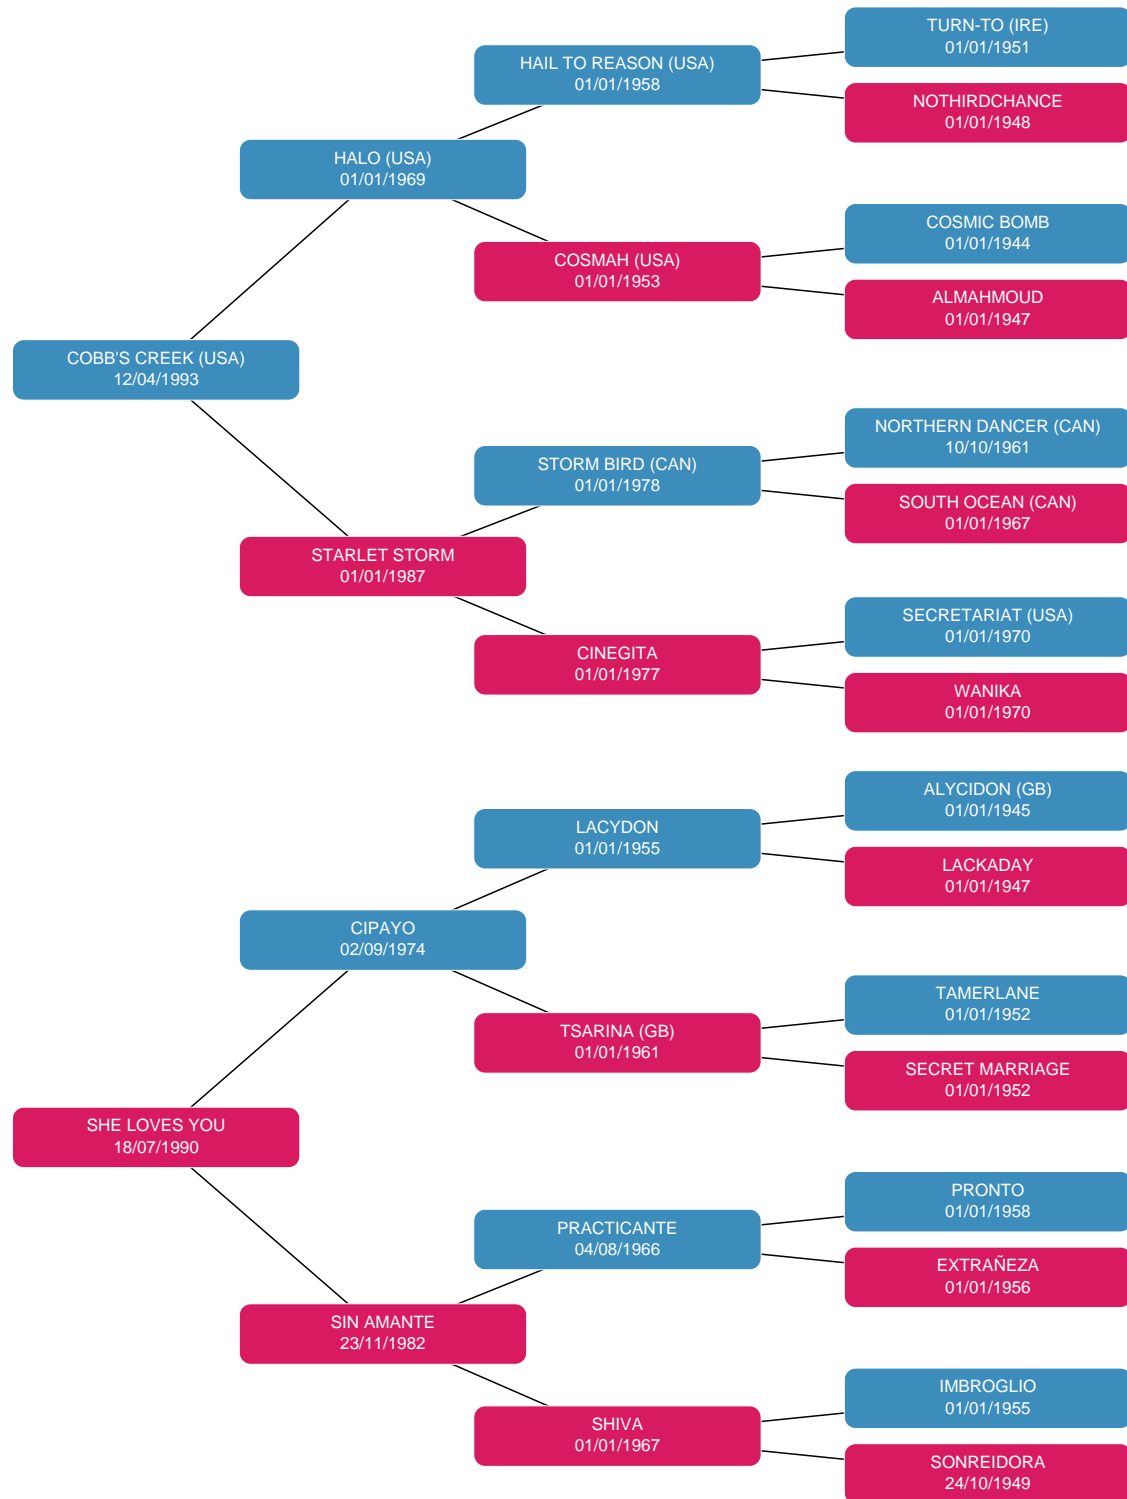 TURN-TO (IRE)
01/01/1951
HAIL TO REASON (USA)
01/01/1958
NOTHIRDCHANCE
01/01/1948
HALO (USA)
01/01/1969
COSMIC BOMB
01/01/1944
COSMAH (USA)
01/01/1953
ALMAHMOUD
01/01/1947
COBB'S CREEK (USA)
12/04/1993
NORTHERN DANCER (CAN)
10/10/1961
STORM BIRD (CAN)
01/01/1978
SOUTH OCEAN (CAN)
01/01/1967
STARLET STORM
01/01/1987
SECRETARIAT (USA)
01/01/1970
CINEGITA
01/01/1977
WANIKA
01/01/1970
ALYCIDON (GB)
01/01/1945
LACYDON
01/01/1955
LACKADAY
01/01/1947
CIPAYO
02/09/1974
TAMERLANE
01/01/1952
TSARINA (GB)
01/01/1961
SECRET MARRIAGE
01/01/1952
SHE LOVES YOU
18/07/1990
PRONTO
01/01/1958
PRACTICANTE
04/08/1966
EXTRAÑEZA
01/01/1956
SIN AMANTE
23/11/1982
IMBROGLIO
01/01/1955
SHIVA
01/01/1967
SONREIDORA
24/10/1949